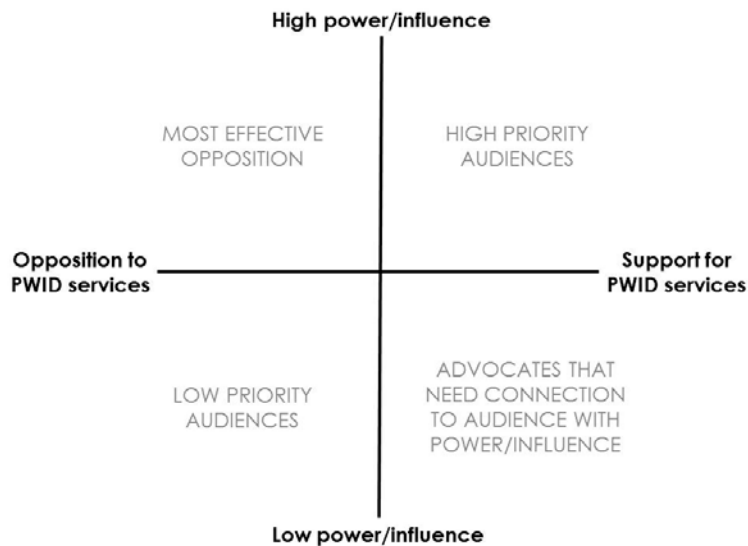 High power/influence
MOST EFFECTIVE
OPPOSITION
HIGH PRIORITY
AUDIENCES
Opposition to
PWID services
Support for
PWID services
LOW PRIORITY
AUDIENCES
ADVOCATES THAT
NEED CONNECTION
TO AUDIENCE WITH
POWER/INFLUENCE
Low power/influence